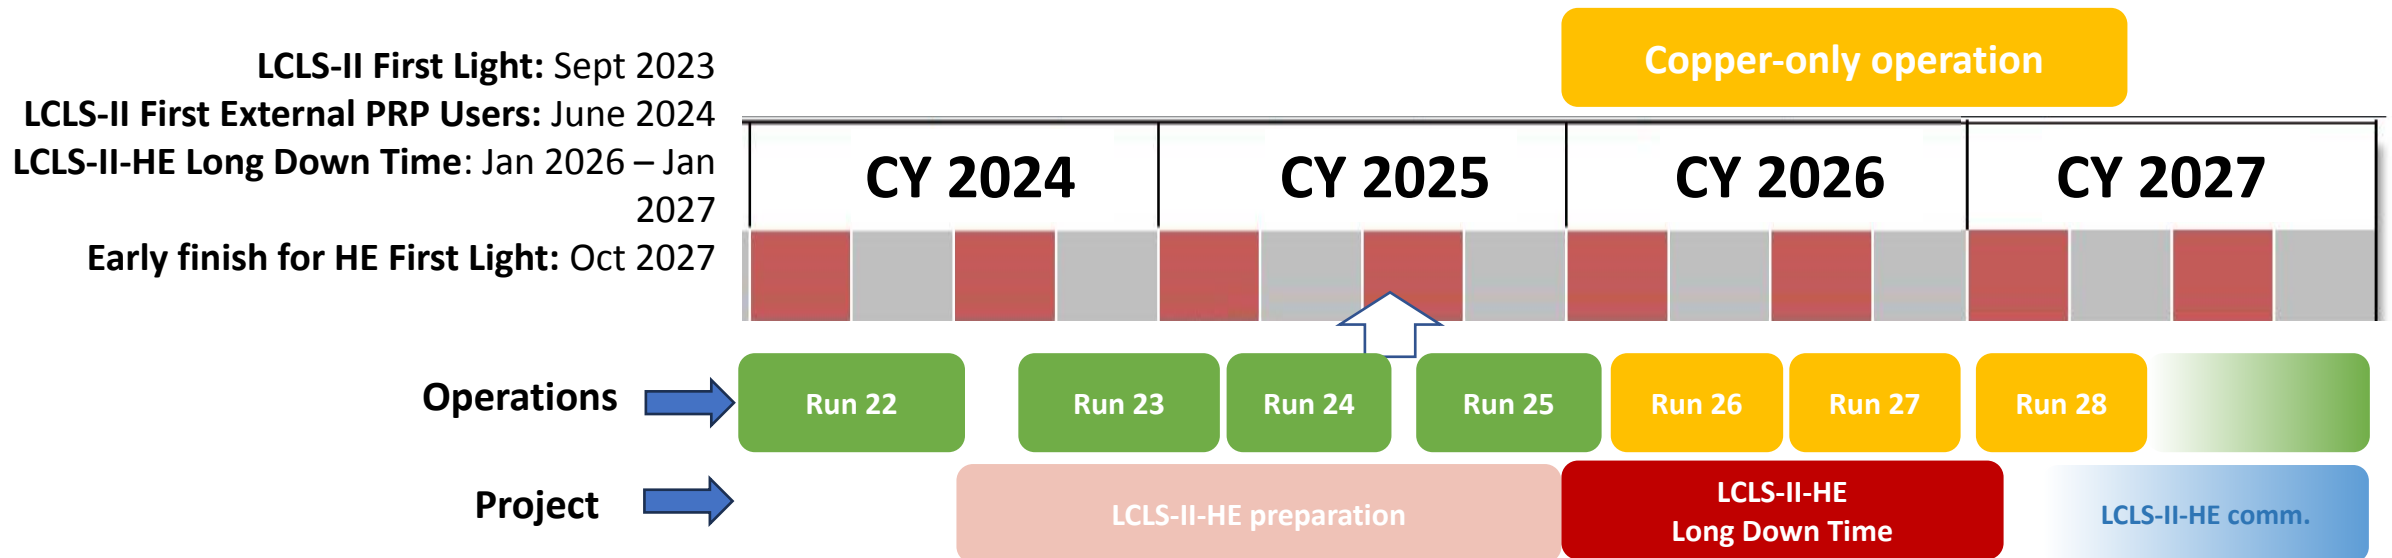 LCLS-II First Light: Sept 2023
LCLS-II First External PRP Users: June 2024
LCLS-II-HE Long Down Time: Jan 2026 – Jan
2027
Early finish for HE First Light: Oct 2027
Copper-only operation
CY 2024
CY 2025
CY 2026
CY 2027
Operations
Run 22
Run 23
Run 24
Run 25
Run 26
Run 27
Run 28
Project
LCLS-II-HE preparation
LCLS-II-HE
Long Down Time
LCLS-II-HE comm.